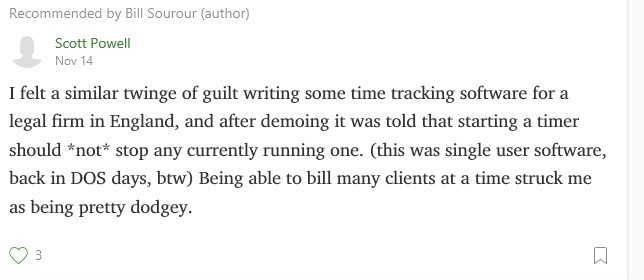 Recommended by Bill Sourour (author)
Scott Powell
Nov 14
I felt a similar twinge of guilt writing some time tracking software for a
legal firm in England, and after demoing it was told that starting a timer
should *not* stop any currently running one. (this was single user software,
back in DOS days, btw) Being able to bill many clients at a time struck me
as being pretty dodgey.
3